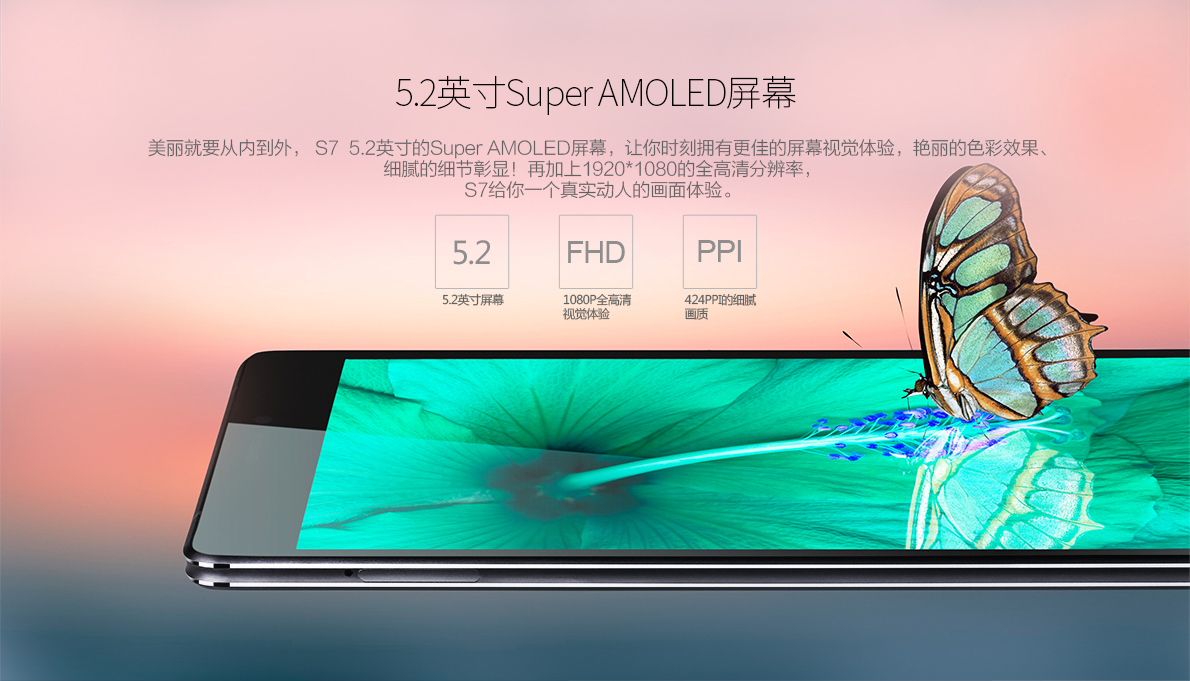 5.2英寸Super AMOLED屏幕
美丽就要从内到外， S7 5.2英寸的Super AMOLED屏幕，让你时刻拥有更佳的屏幕视觉体验，艳丽的色彩效果、
细腻的细节彰显！再加上1920*1080的全高清分辨率，
S7给你一个真实动人的画面体验。
5.2
FHD
PPI
5.2英寸屏幕
1080P全高清
视觉体验
424PPI的细腻
画质